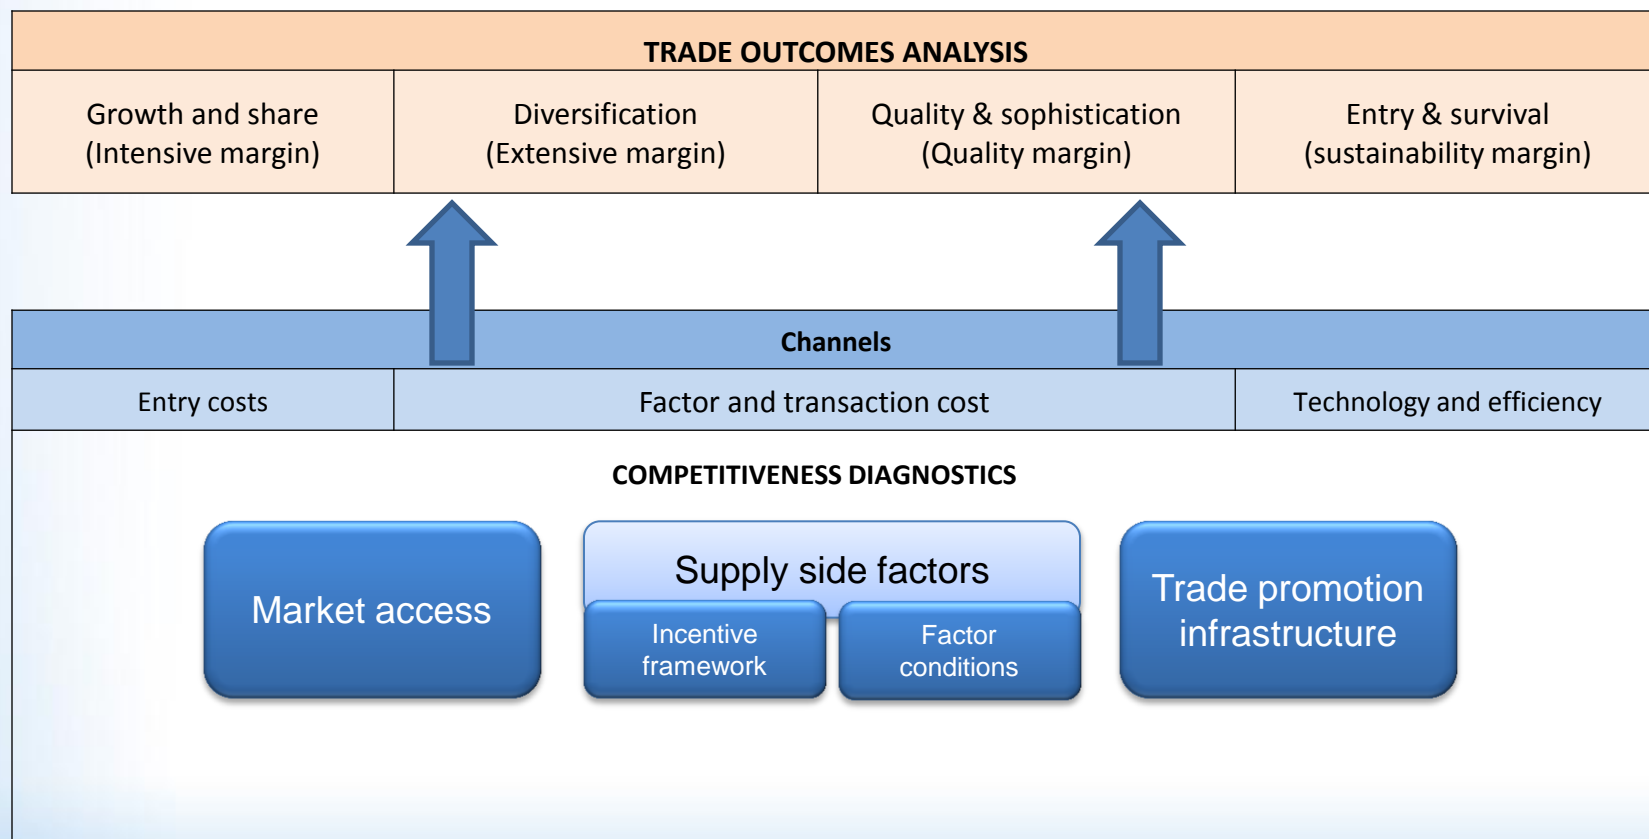 TRADE OUTCOMES ANALYSIS
Growth and share
(Intensive margin)
Diversification
(Extensive margin)
Quality & sophistication
(Quality margin)
Entry & survival
(sustainability margin)
Channels
Entry costs
Factor and transaction cost
Technology and efficiency
COMPETITIVENESS DIAGNOSTICS
Market access
Supply side factors
Incentive
framework
Factor
conditions
Trade promotion
infrastructure